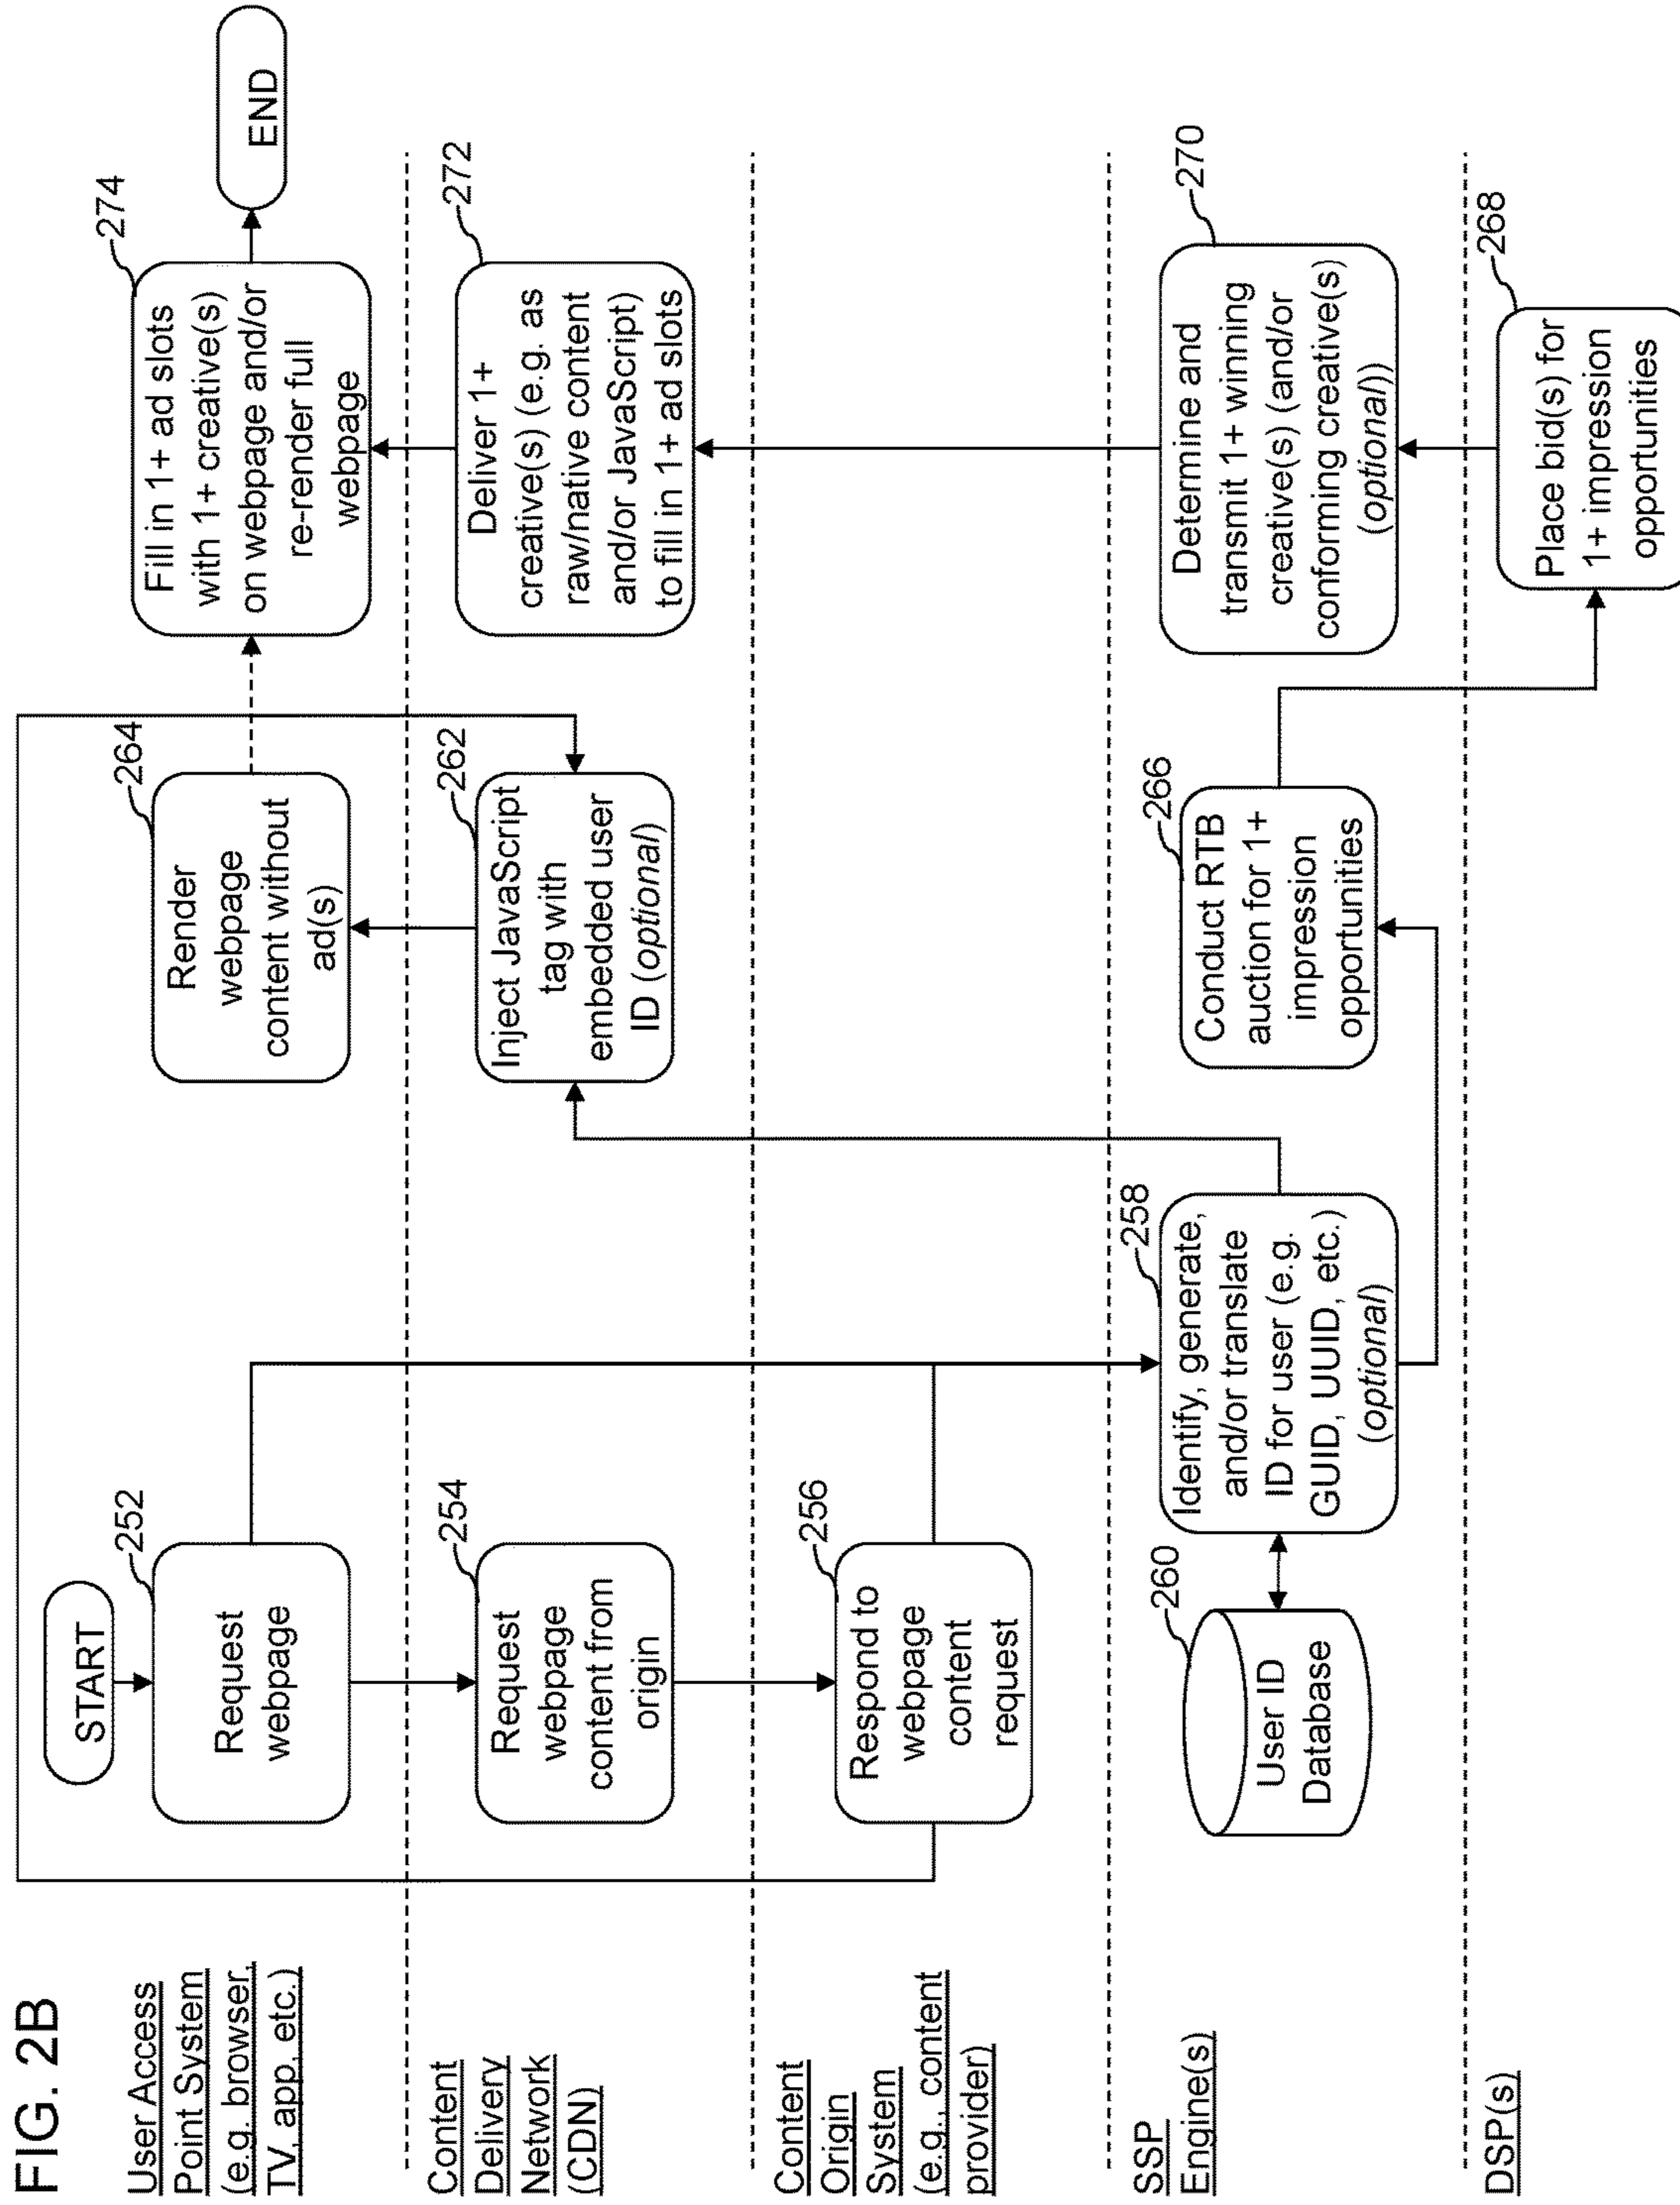 FIG. 2B
User Access
Point System
(e.g. browser,
TV, app, etc.)
START
252
Request
webpage
264
Render
webpage
content without
ad(s)
274
Fill in 1+ ad slots
with 1+ creative(s)
on webpage and/or
re-render full
webpage
END
Content
Delivery
Network
(CDN)
254
Request
webpage
content from
origin
262
Inject JavaScript
tag with
embedded user
ID (optional)
272
Deliver 1+
creative(s) (e.g. as
raw/native content
and/or JavaScript)
to fill in 1+ ad slots
Content
Origin
System
(e.g., content
provider)
256
Respond to
webpage
content
request
SSP
Engine(s)
260
User ID
Database
258
Identify, generate,
and/or translate
ID for user (e.g.
GUID, UUID, etc.)
(optional)
266
Conduct RTB
auction for 1+
impression
opportunities
270
Determine and
transmit 1+ winning
creative(s) (and/or
conforming creative(s)
(optional))
DSP(s)
268
Place bid(s) for
1+ impression
opportunities